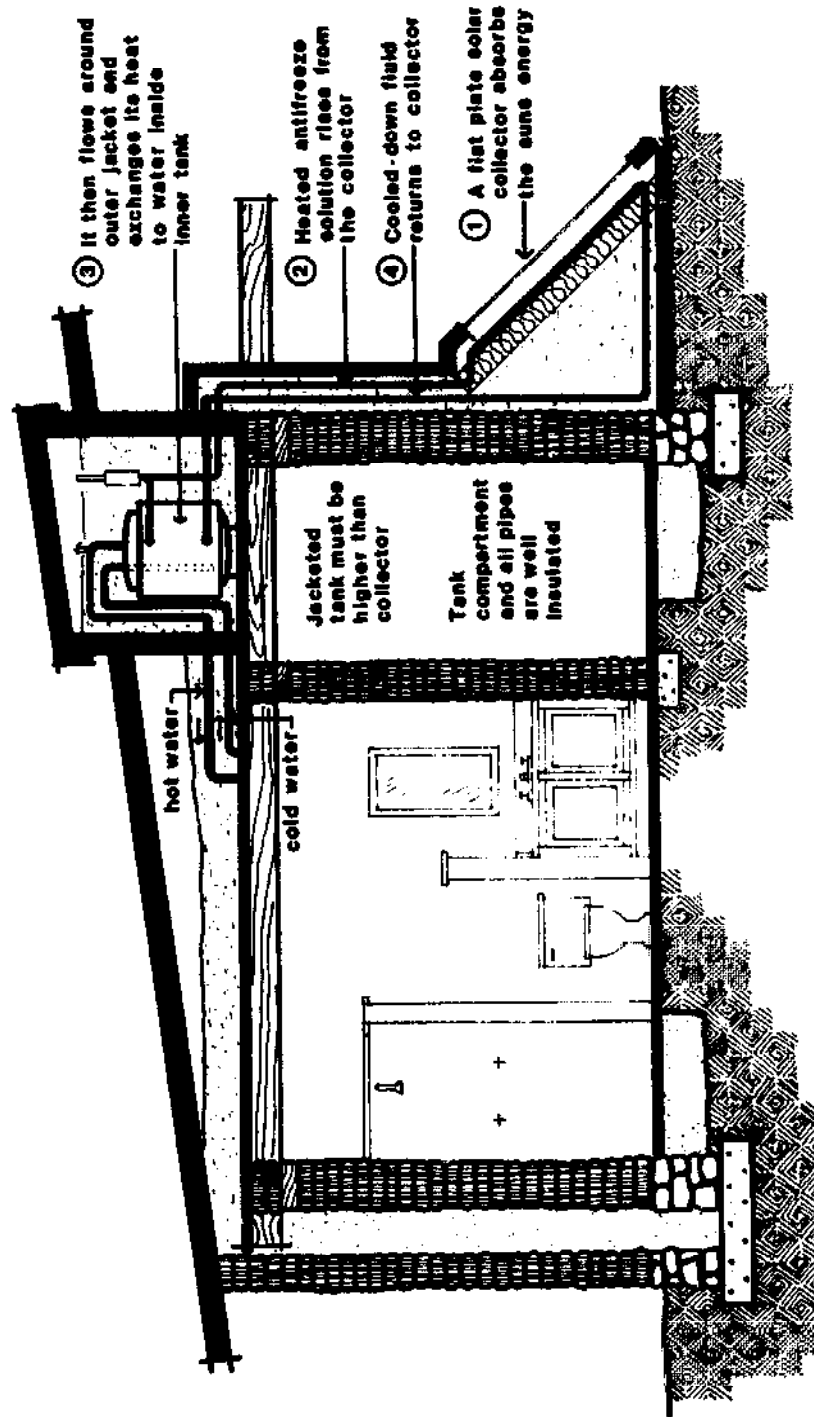 ③ It then flows around
outer jacket and
exchanges its heat
to water inside
inner tank
② Heated antifreeze
solution rises from
the collector
④ Cooled-down fluid
returns to collector
① A flat plate solar
collector absorbs
the suns energy
hot water
cold water
Jacketed
tank must be
higher than
collector
Tank
compartment
and all pipes
are well
insulated